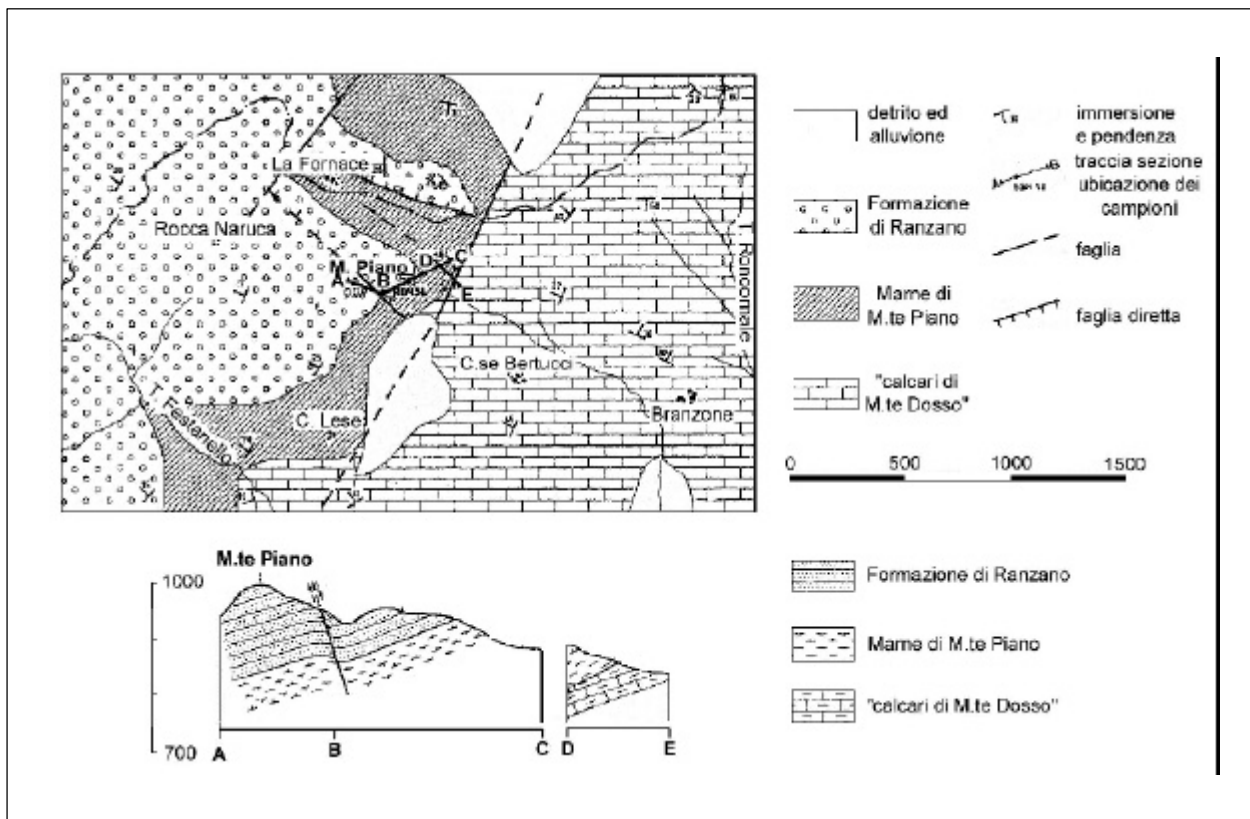 La Fornace
Rocca Naruca
M. Piano
A
B
D
C
E
C.se Bertucci
Branzone
C. Lese
T. Roncomale
detrito ed
alluvione
Formazione
di Ranzano
Marne di
M.te Piano
"calcari di
M.te Dosso"
immersione
e pendenza
traccia sezione
ubicazione dei
campioni
faglia
faglia diretta
0 500 1000 1500
M.te Piano
1000
700
A B C D E
Formazione di Ranzano
Marne di M.te Piano
"calcari di M.te Dosso"